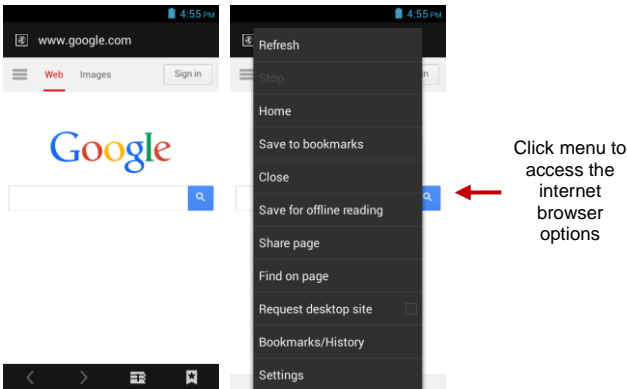 4:55 PM
www.google.com
Web Images Sign in
Google
4:55 PM
Refresh
Stop
in
Home
Save to bookmarks
Close
Save for offline reading
Share page
Find on page
Request desktop site
Bookmarks/History
Settings
Click menu to
access the
internet
browser
options